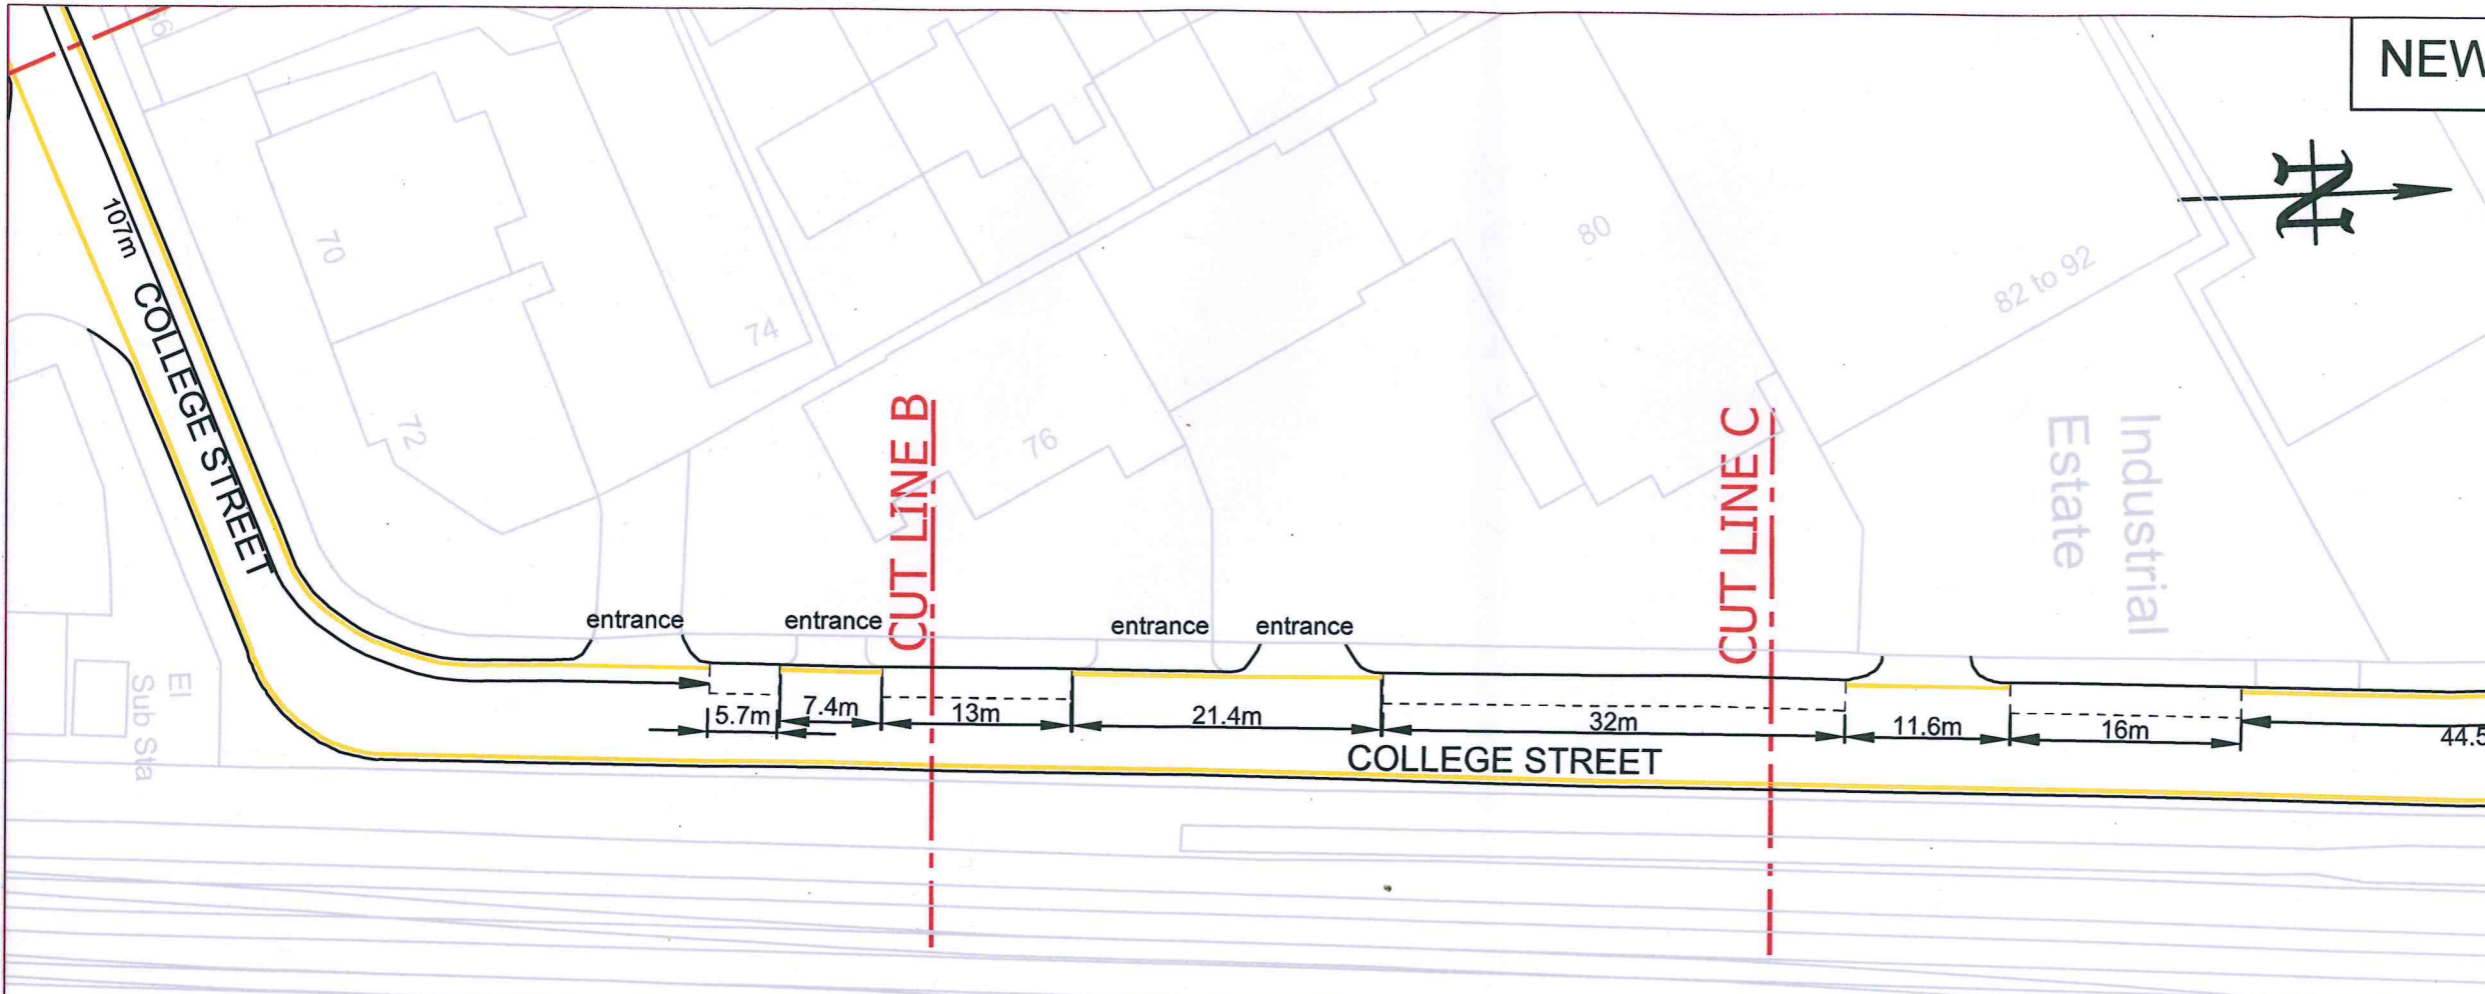 66
NEW
N
107m
COLLEGE STREET
70
72
74
76
80
82 to 92
Industrial
Estate
CUT LINE B
CUT LINE C
entrance
entrance
entrance
entrance
El
Sub Sta
5.7m
7.4m
13m
21.4m
32m
11.6m
16m
44.5
COLLEGE STREET